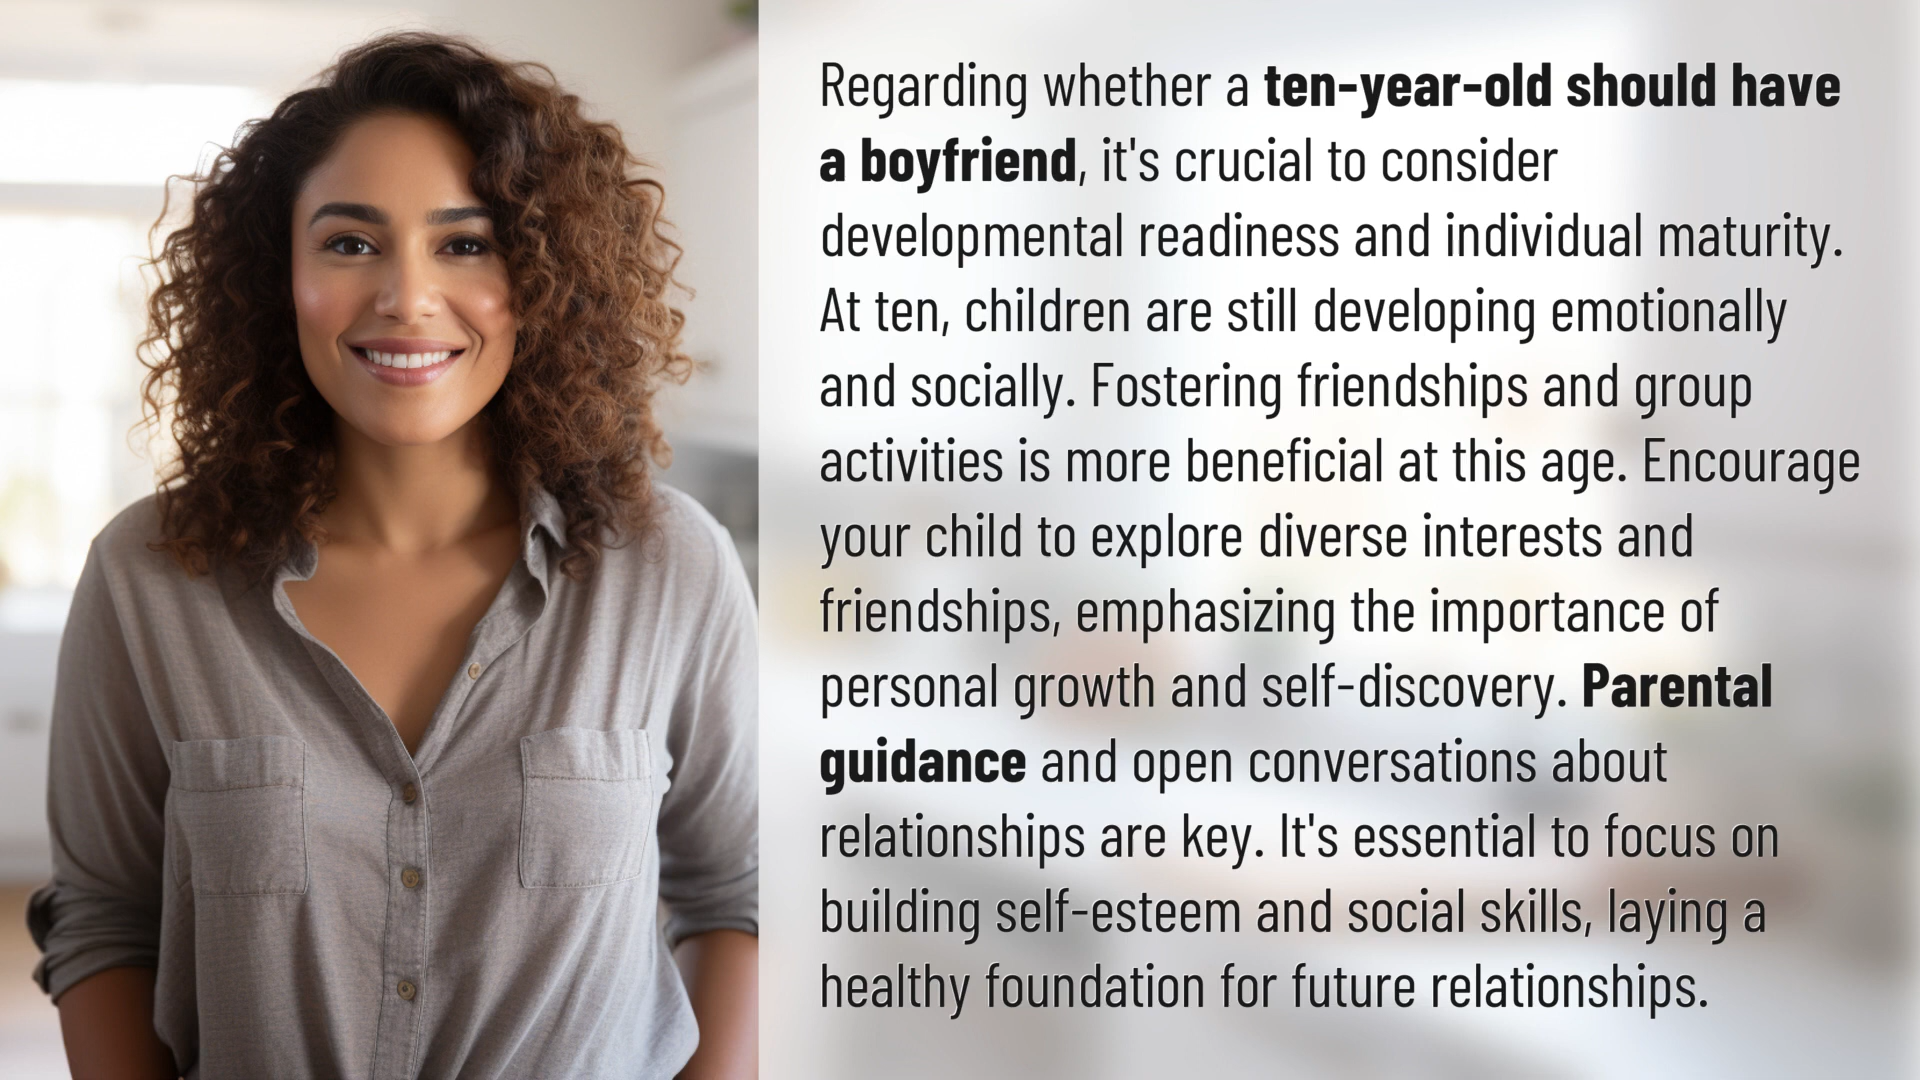 Regarding whether a ten-year-old should have
a boyfriend, it's crucial to consider
developmental readiness and individual maturity.
At ten, children are still developing emotionally
and socially. Fostering friendships and group
activities is more beneficial at this age. Encourage
your child to explore diverse interests and
friendships, emphasizing the importance of
personal growth and self-discovery. Parental
guidance and open conversations about
relationships are key. It's essential to focus on
building self-esteem and social skills, laying a
healthy foundation for future relationships.